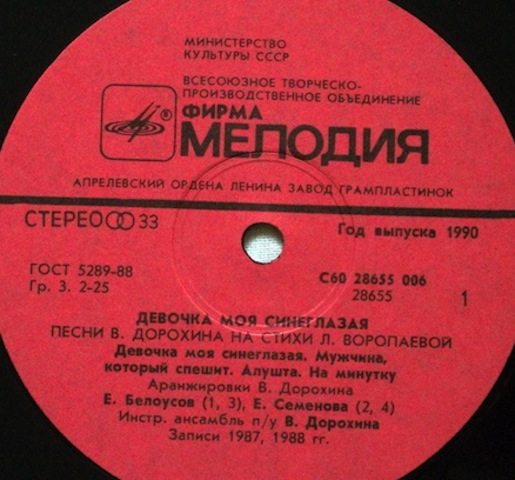 МИНИСТЕРСТВО
КУЛЬТУРЫ СССР
ВСЕСОЮЗНОЕ ТВОРЧЕСКО-
ПРОИЗВОДСТВЕННОЕ ОБЪЕДИНЕНИЕ
®
ФИРМА
МЕЛОДИЯ
АПРЕЛЕВСКИЙ ОРДЕНА ЛЕНИНА ЗАВОД ГРАМПЛАСТИНОК
СТЕРЕО 33
Год выпуска 1990
ГОСТ 5289-88
Гр. 3. 2-25
С60 28655 006
28655
1
ДЕВОЧКА МОЯ СИНЕГЛАЗАЯ
ПЕСНИ В. ДОРОХИНА НА СТИХИ Л. ВОРОПАЕВОЙ
Девочка моя синеглазая. Мужчина,
который спешит. Алушта. На минутку
Аранжировки В. Дорохина
Е. Белоусов (1, 3), Е. Семенова (2, 4)
Инстр. ансамбль п/у В. Дорохина
Записи 1987, 1988 гг.